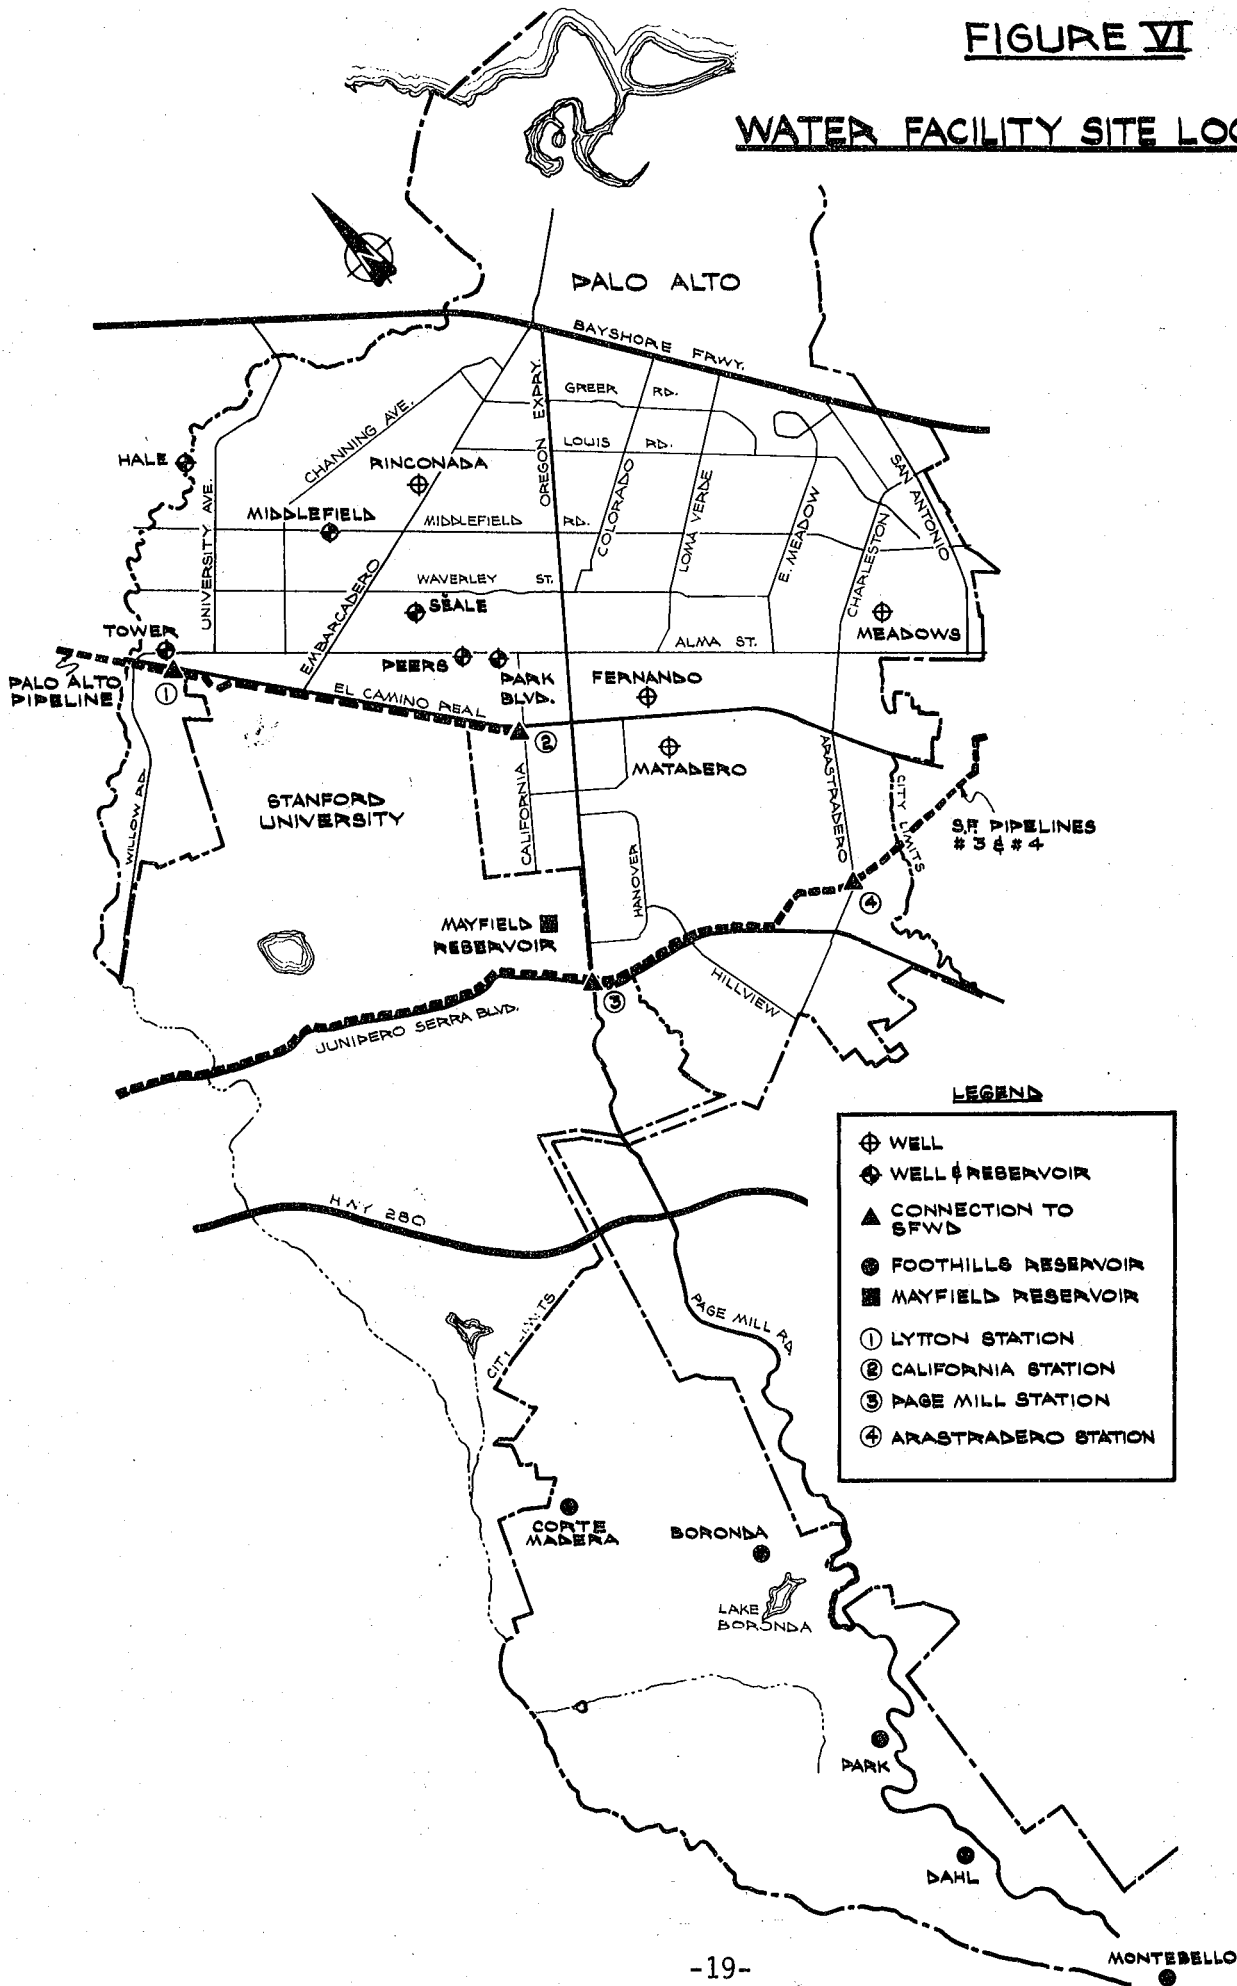 FIGURE VI
WATER FACILITY SITE LOC
PALO ALTO
BAYSHORE FRWY.
GREER RD.
OREGON EXPRY.
CHANNING AVE.
LOUIS RD.
HALE
RINCONADA
COLORADO
LOMA VERDE
E. MEADOW
SAN ANTONIO
UNIVERSITY AVE.
MIDDLEFIELD
MIDDLEFIELD RD.
CHARLESTON
EMBARCADERO
WAVERLEY ST.
SEALE
MEADOWS
TOWER
ALMA ST.
PEERS
PARK
BLVD.
FERNANDO
PALO ALTO
PIPELINE
1
EL CAMINO REAL
2
MATADERO
ARASTRADERO
CITY LIMITS
WILLOW RD.
STANFORD
UNIVERSITY
CALIFORNIA
S.F. PIPELINES
# 3 & # 4
HANOVER
4
MAYFIELD
RESERVOIR
HILLVIEW
3
JUNIPERO SERRA BLVD.
LEGEND
WELL
WELL & RESERVOIR
CONNECTION TO
SFWD
FOOTHILLS RESERVOIR
MAYFIELD RESERVOIR
1 LYTTON STATION
2 CALIFORNIA STATION
3 PAGE MILL STATION
4 ARASTRADERO STATION
HWY 280
PAGE MILL RD.
CITY LIMITS
CORTE
MADERA
BORONDA
LAKE
BORONDA
PARK
DAHL
MONTEBELLO
-19-